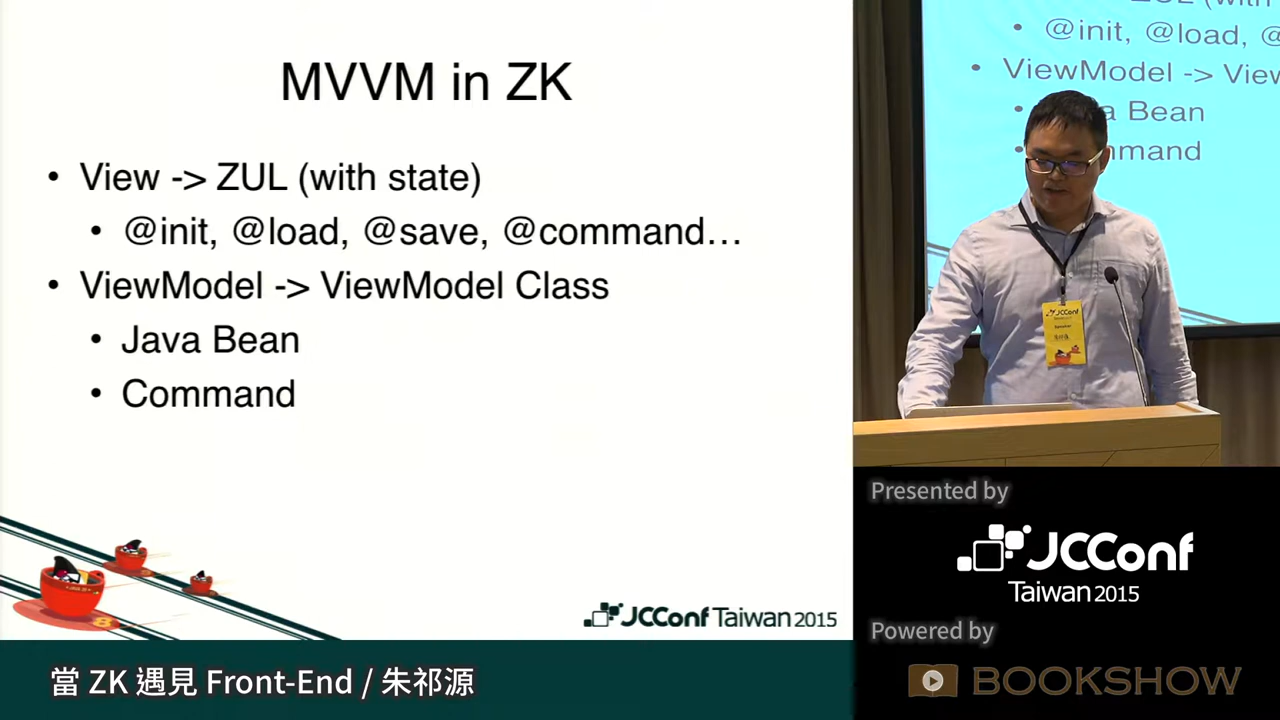 MVVM in ZK
• View -> ZUL (with state)
• @init, @load, @save, @command…
• ViewModel -> ViewModel Class
• Java Bean
• Command
JCConf Taiwan 2015
當 ZK 遇見 Front-End / 朱祁源
• @init, @load, @
• ViewModel -> View
a Bean
mmand
JCConf
Speaker
Presented by
JCConf
Taiwan 2015
Powered by
BOOKSHOW